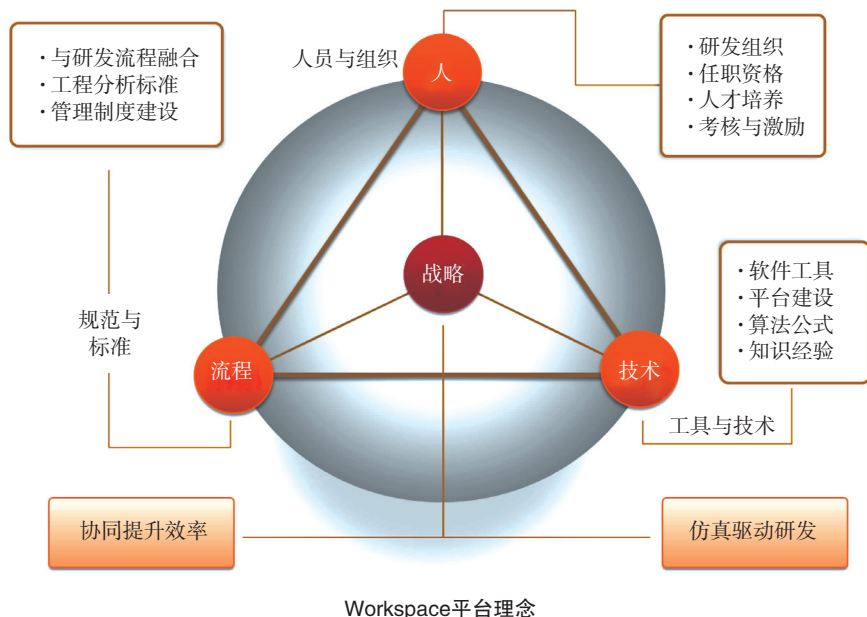 ·与研发流程融合
·工程分析标准
·管理制度建设
人员与组织
人
·研发组织
·任职资格
·人才培养
·考核与激励
战略
·软件工具
·平台建设
·算法公式
·知识经验
规范与
标准
流程
技术
工具与技术
协同提升效率
仿真驱动研发
Workspace平台理念